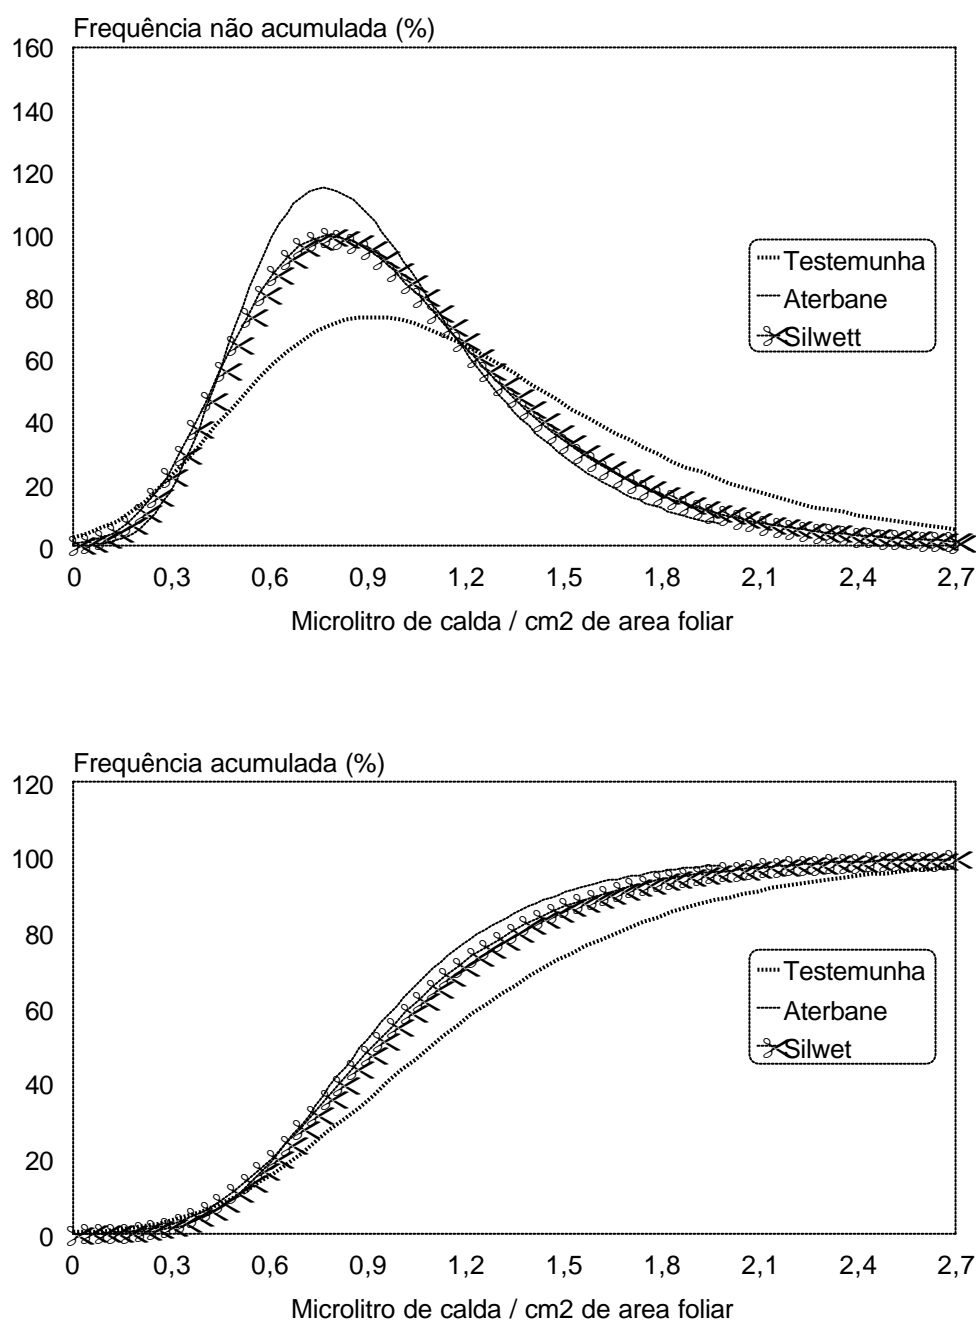 Frequência não acumulada (%)
160
140
120
100
80
60
40
20
0
0 0,3 0,6 0,9 1,2 1,5 1,8 2,1 2,4 2,7
Microlitro de calda / cm2 de area foliar
Testemunha
Aterbane
Silwett
Frequência acumulada (%)
120
100
80
60
40
20
0
0 0,3 0,6 0,9 1,2 1,5 1,8 2,1 2,4 2,7
Microlitro de calda / cm2 de area foliar
Testemunha
Aterbane
Silwet